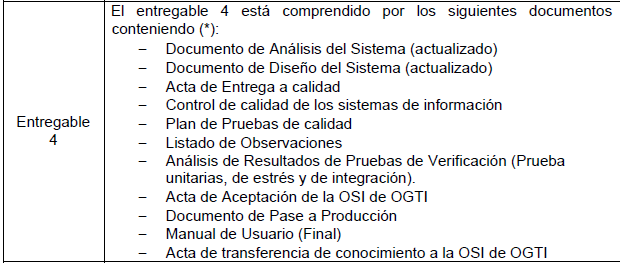 El entregable 4 está comprendido por los siguientes documentos
conteniendo (*):
– Documento de Análisis del Sistema (actualizado)
– Documento de Diseño del Sistema (actualizado)
– Acta de Entrega a calidad
– Control de calidad de los sistemas de información
Entregable
4
– Plan de Pruebas de calidad
– Listado de Observaciones
– Análisis de Resultados de Pruebas de Verificación (Prueba
unitarias, de estrés y de integración).
– Acta de Aceptación de la OSI de OGTI
– Documento de Pase a Producción
– Manual de Usuario (Final)
– Acta de transferencia de conocimiento a la OSI de OGTI